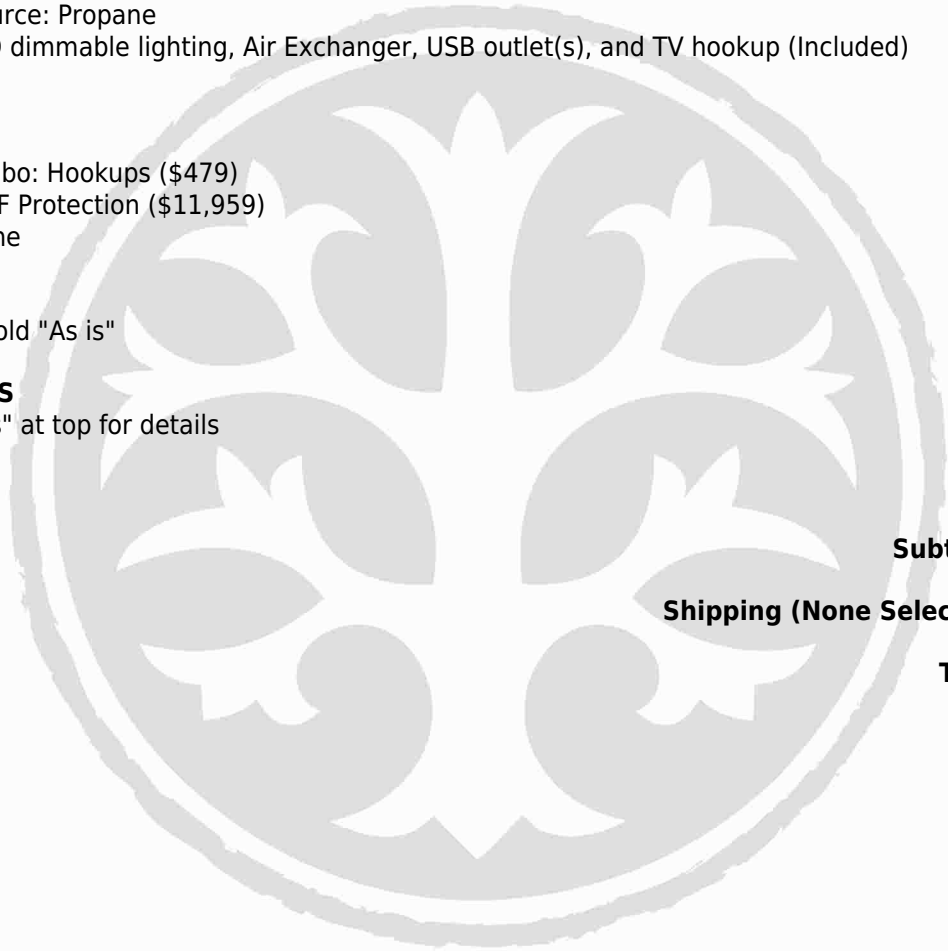 urce: Propane
dimmable lighting, Air Exchanger, USB outlet(s), and TV hookup (Included)
bo: Hookups ($479)
F Protection ($11,959)
ne
old "As is"
S
s" at top for details
Subt
Shipping (None Selec
T